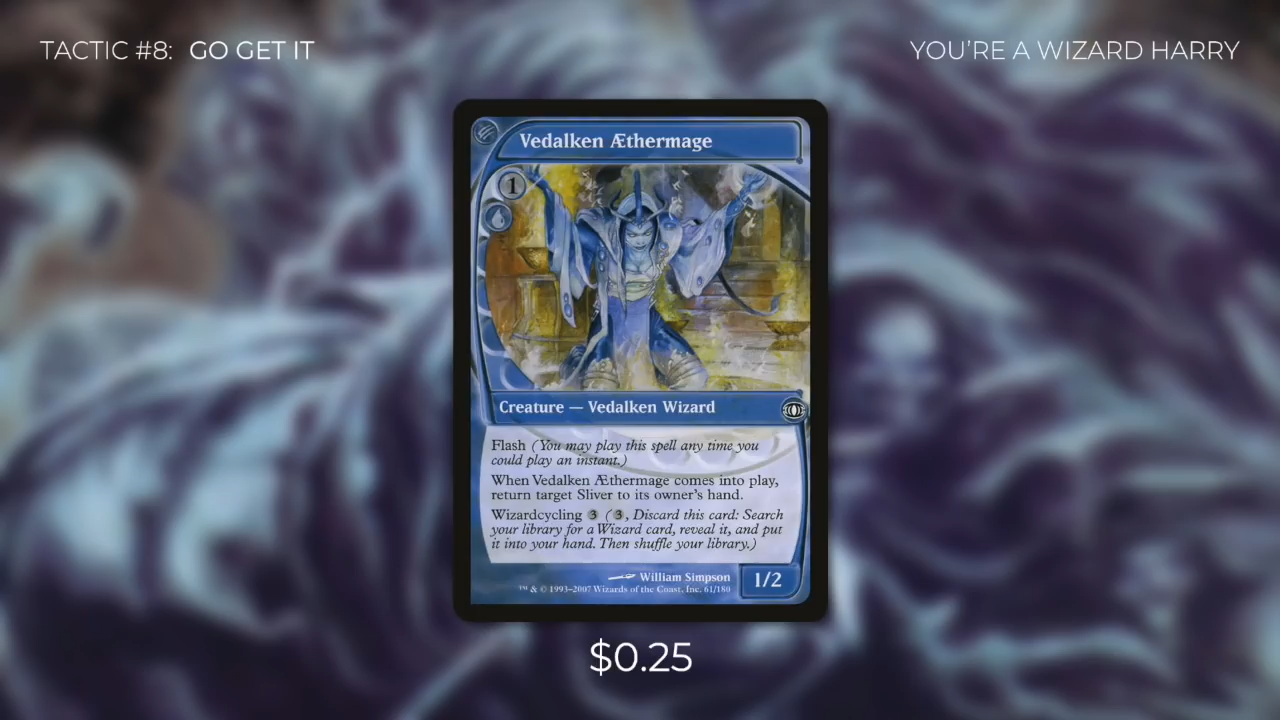 TACTIC #8: GO GET IT
YOU'RE A WIZARD HARRY
Vedalken Æthermage
1
Creature — Vedalken Wizard
Flash (You may play this spell any time you
could play an instant.)
When Vedalken Æthermage comes into play,
return target Sliver to its owner's hand.
Wizardcycling 3 (3, Discard this card: Search
your library for a Wizard card, reveal it, and put
it into your hand. Then shuffle your library.)
William Simpson
™ & © 1993–2007 Wizards of the Coast, Inc. 61/180
1/2
$0.25